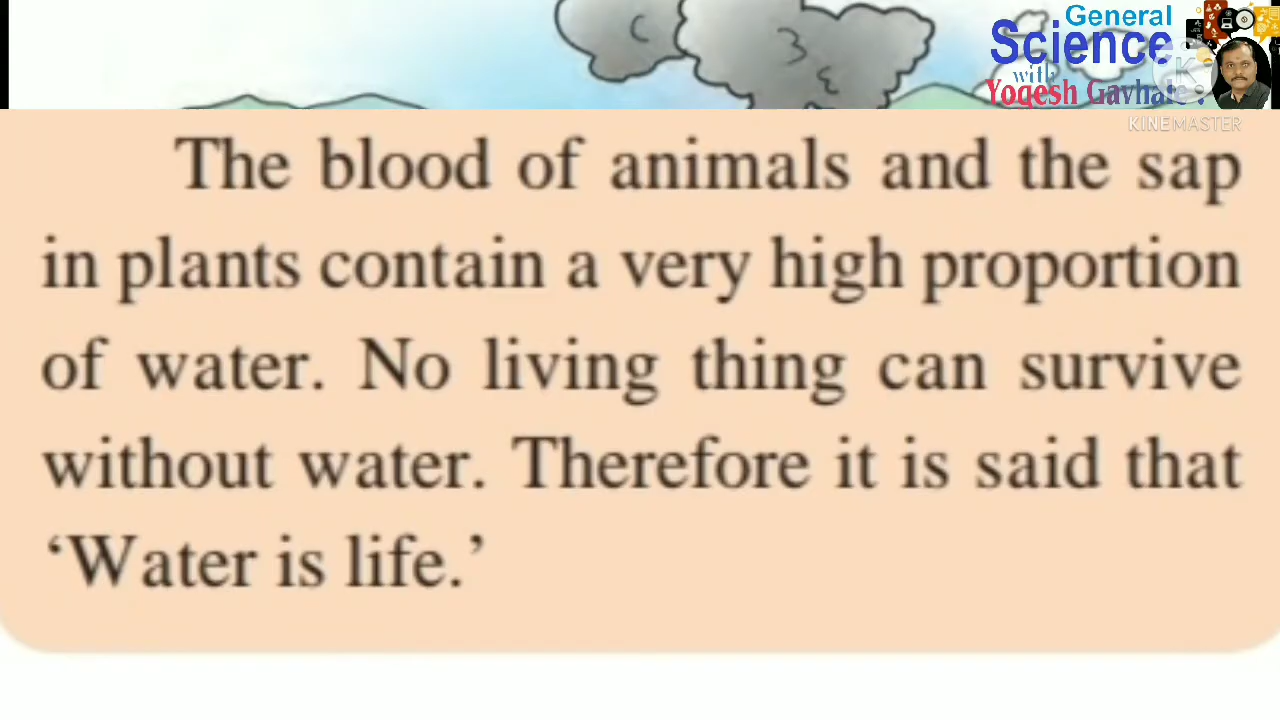 General
Science
with
Yogesh Gavhale .
KINEMASTER
The blood of animals and the sap
in plants contain a very high proportion
of water. No living thing can survive
without water. Therefore it is said that
‘Water is life.’